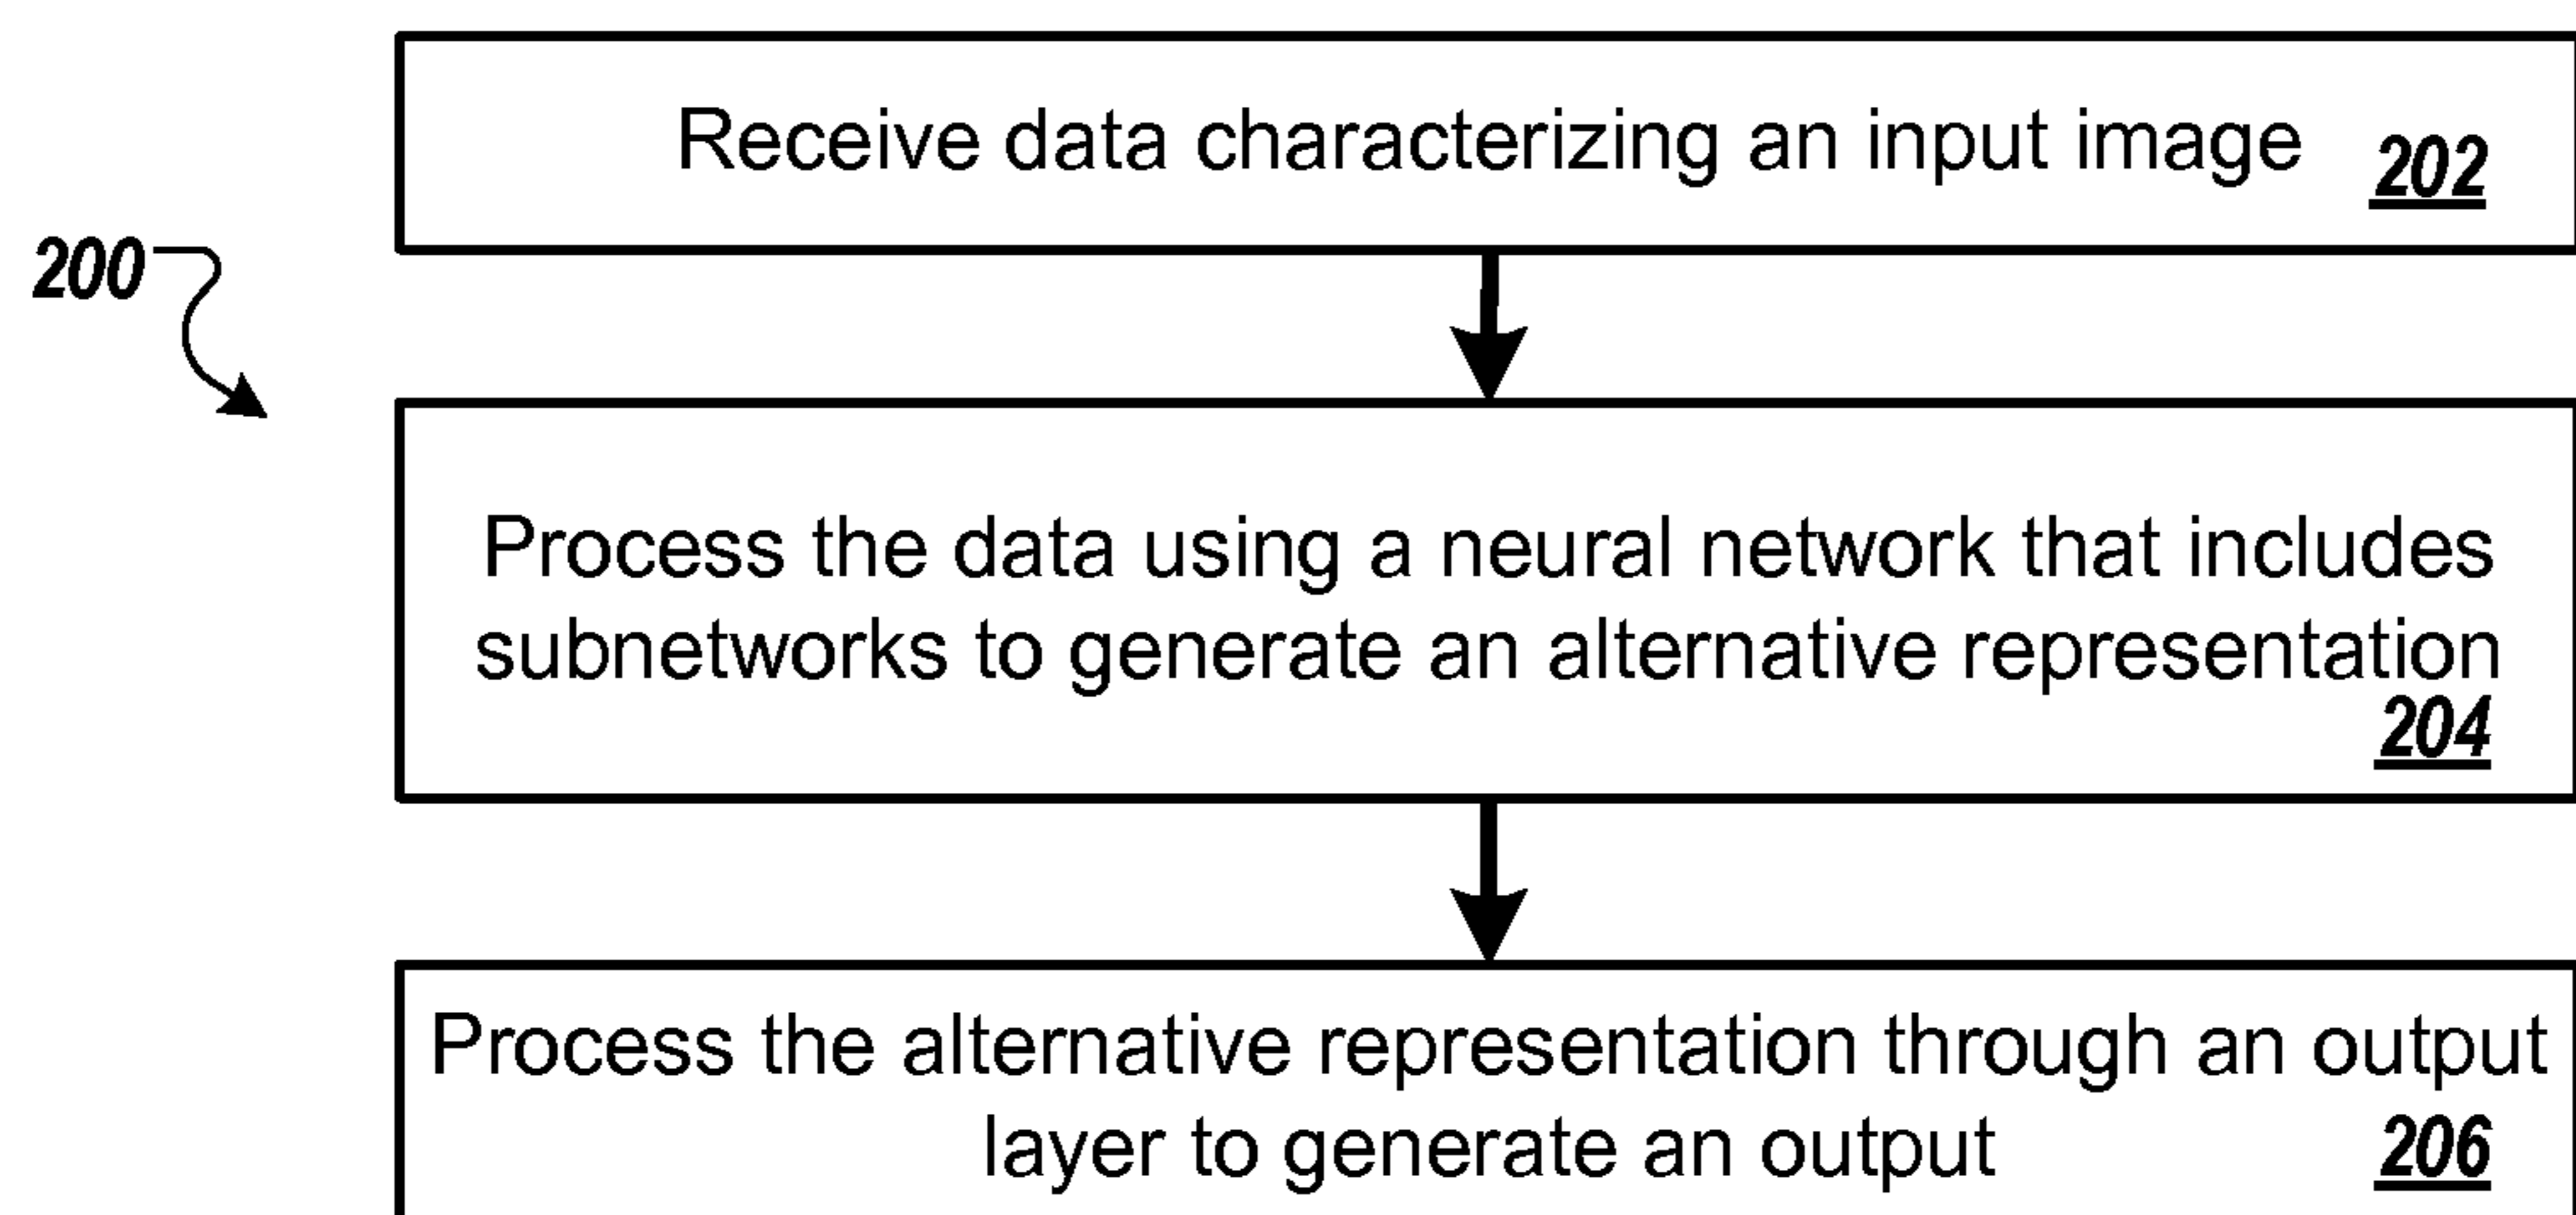 Receive data characterizing an input image 202
200
Process the data using a neural network that includes
subnetworks to generate an alternative representation
204
Process the alternative representation through an output
layer to generate an output 206